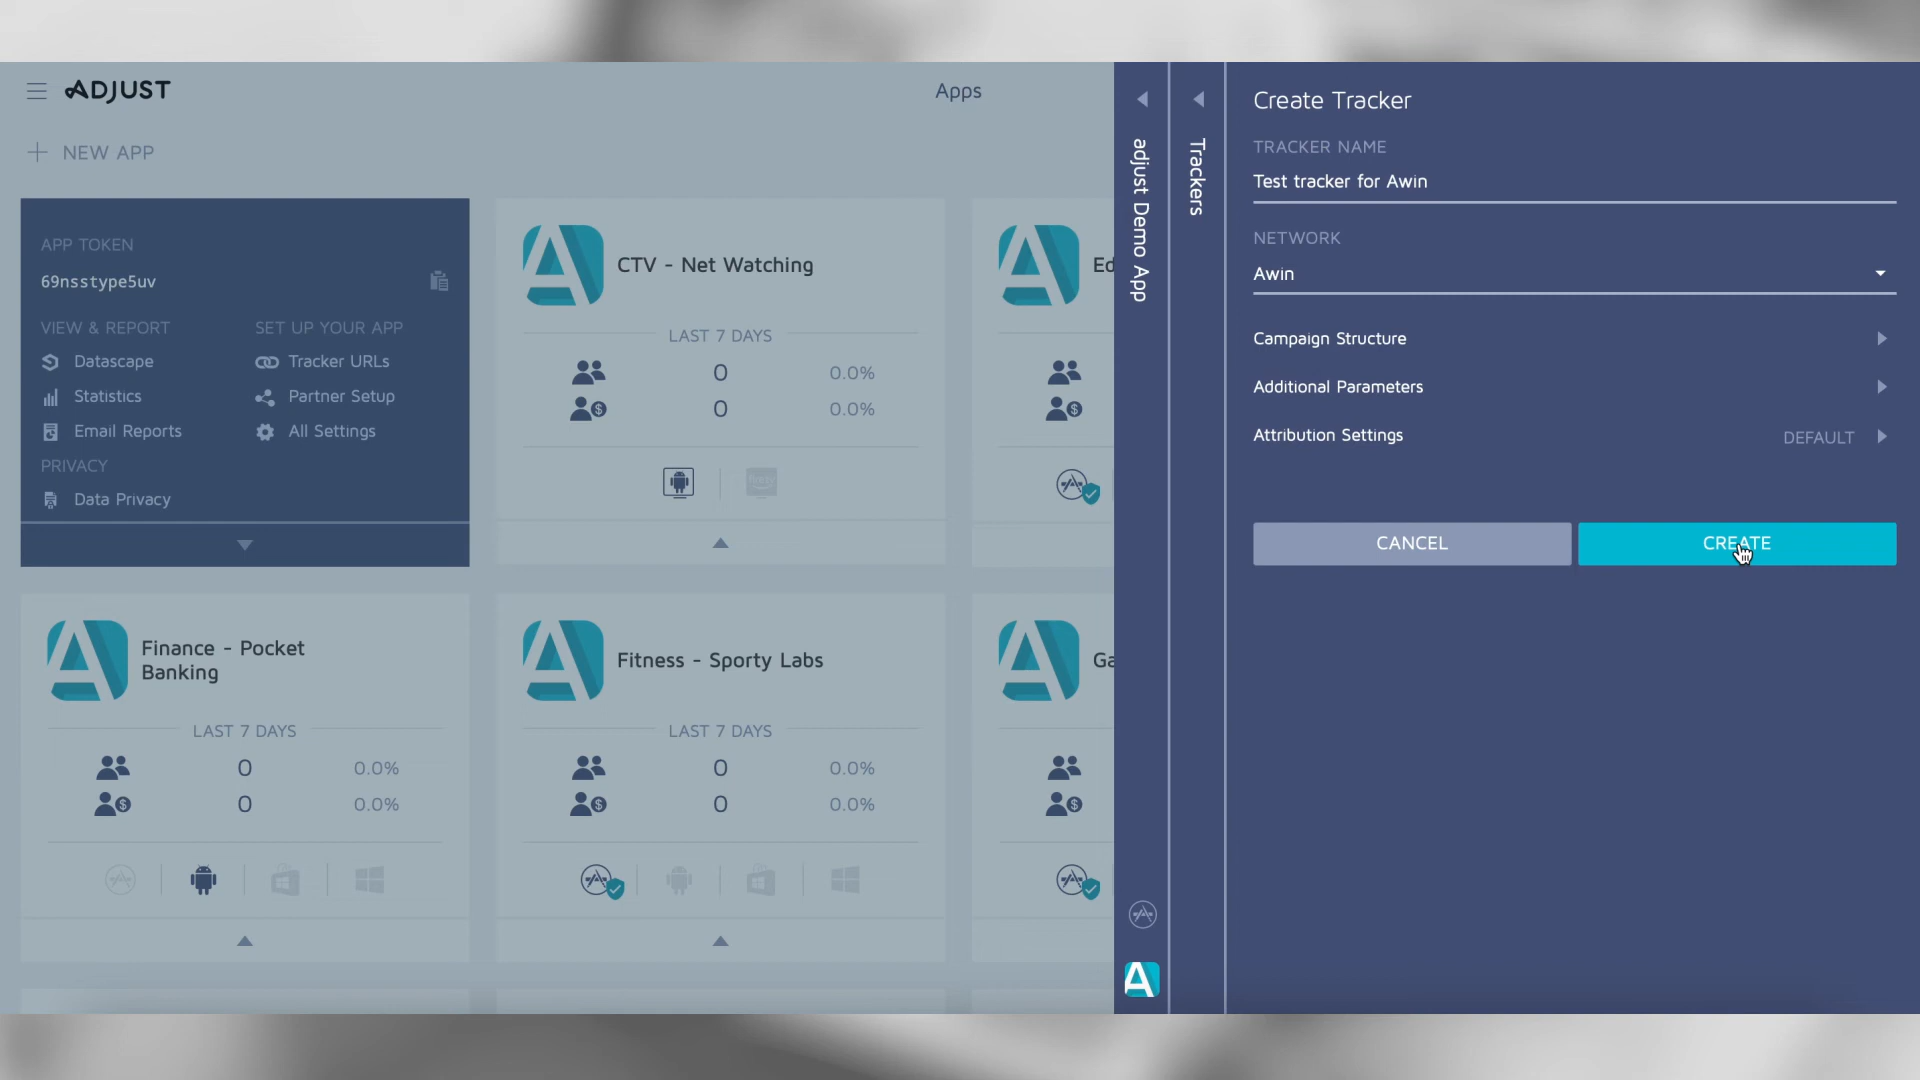 ADJUST
Apps
NEW APP
APP TOKEN
69nsstype5uv
VIEW & REPORT
SET UP YOUR APP
Datascape
Tracker URLs
Statistics
Partner Setup
Email Reports
All Settings
PRIVACY
Data Privacy
CTV - Net Watching
LAST 7 DAYS
0 0.0%
0 0.0%
Ed
Finance - Pocket
Banking
LAST 7 DAYS
0 0.0%
0 0.0%
Fitness - Sporty Labs
LAST 7 DAYS
0 0.0%
0 0.0%
Ga
adjust Demo App
Trackers
Create Tracker
TRACKER NAME
Test tracker for Awin
NETWORK
Awin
Campaign Structure
Additional Parameters
Attribution Settings
DEFAULT
CANCEL
CREATE